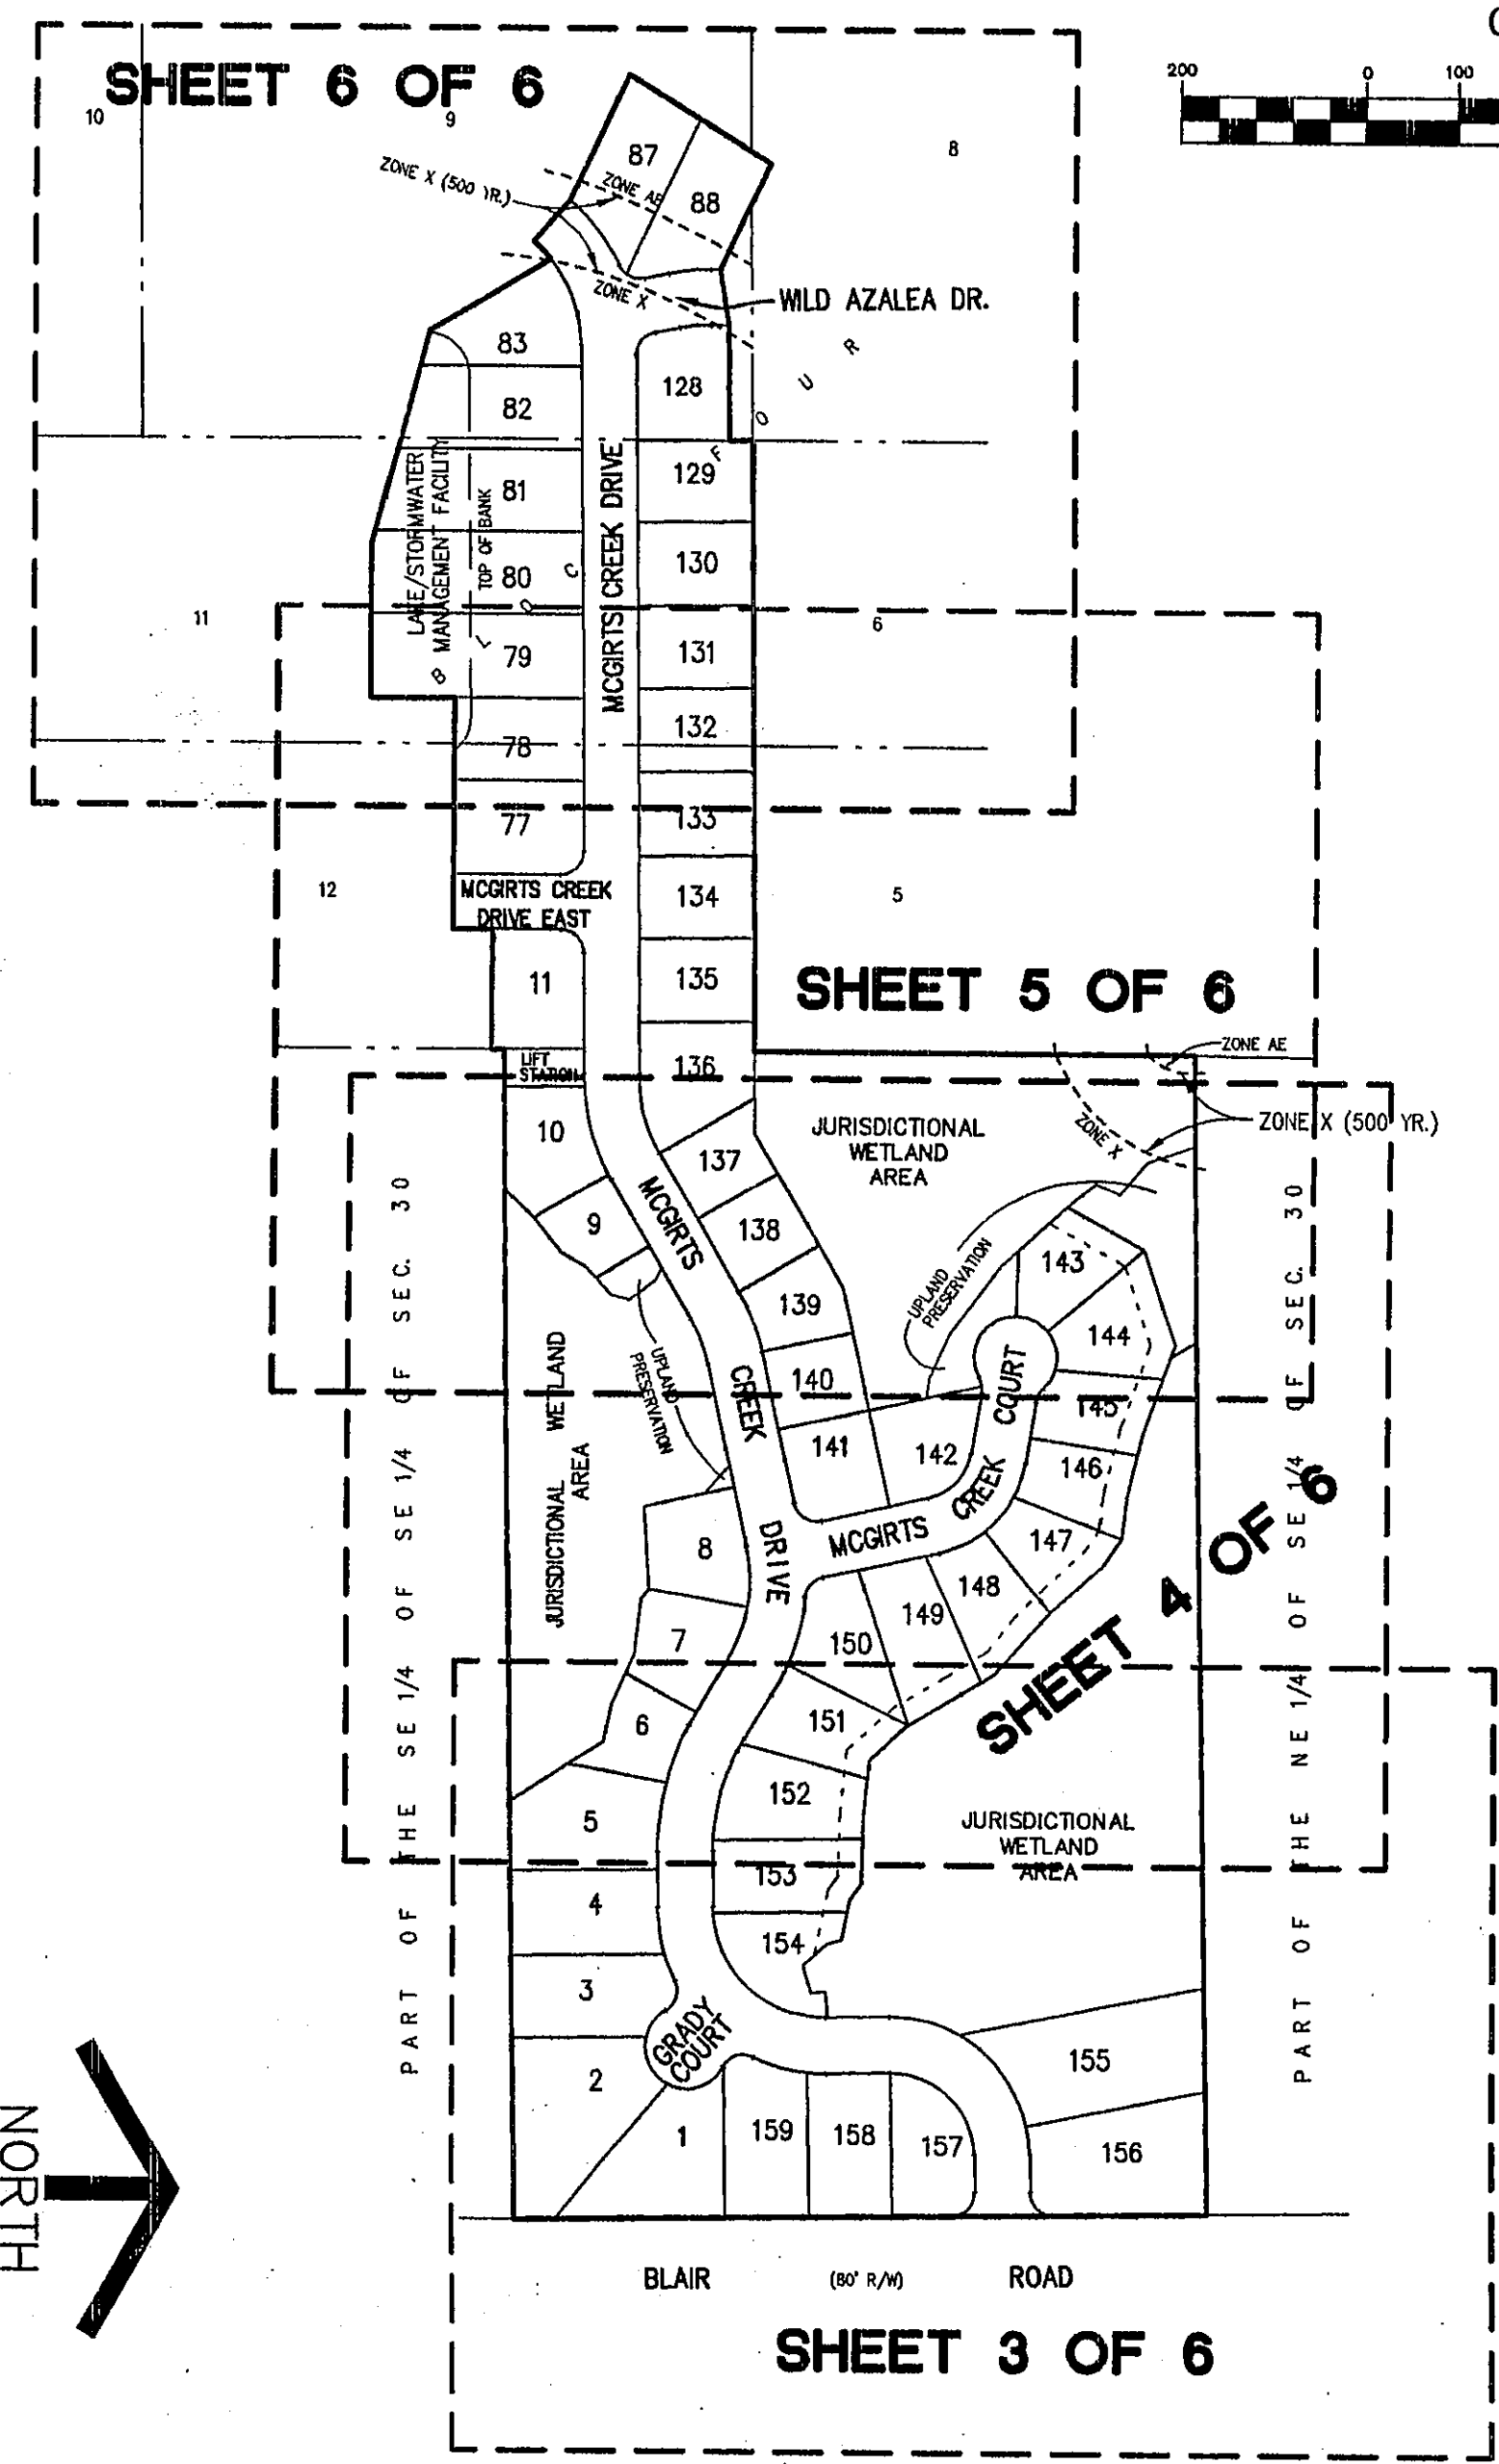 200 0 100
SHEET 6 OF 6
10
9
8
87
ZONE X (500 YR.)
ZONE AE
88
ZONE X
WILD AZALEA DR.
83
128
82
BLOC
FOUR
129
LAKE/STORMWATER
MANAGEMENT FACILITY
TOP OF BANK
81
MCGIRTS CREEK DRIVE
130
80
11
6
79
131
132
78
77
133
12
MCGIRTS CREEK
DRIVE EAST
134
5
11
135
SHEET 5 OF 6
LIFT
STATION
136
ZONE AE
ZONE X (500 YR.)
ZONE X
JURISDICTIONAL
WETLAND
AREA
10
137
9
138
MCGIRTS
CREEK
DRIVE
UPLAND
PRESERVATION
143
139
144
UPLAND
PRESERVATION
140
145
141
142
146
MCGIRTS
CREEK
COURT
JURISDICTIONAL WETLAND
AREA
8
147
148
149
150
7
SHEET 4 OF 6
151
6
152
5
JURISDICTIONAL
WETLAND
AREA
153
4
154
3
GRADY
COURT
2
155
1
159
158
157
156
PART OF THE SE 1/4 OF SE 1/4 OF SEC. 30
PART OF THE NE 1/4 OF SE 1/4 OF SEC. 30
NORTH
BLAIR (80' R/W) ROAD
SHEET 3 OF 6